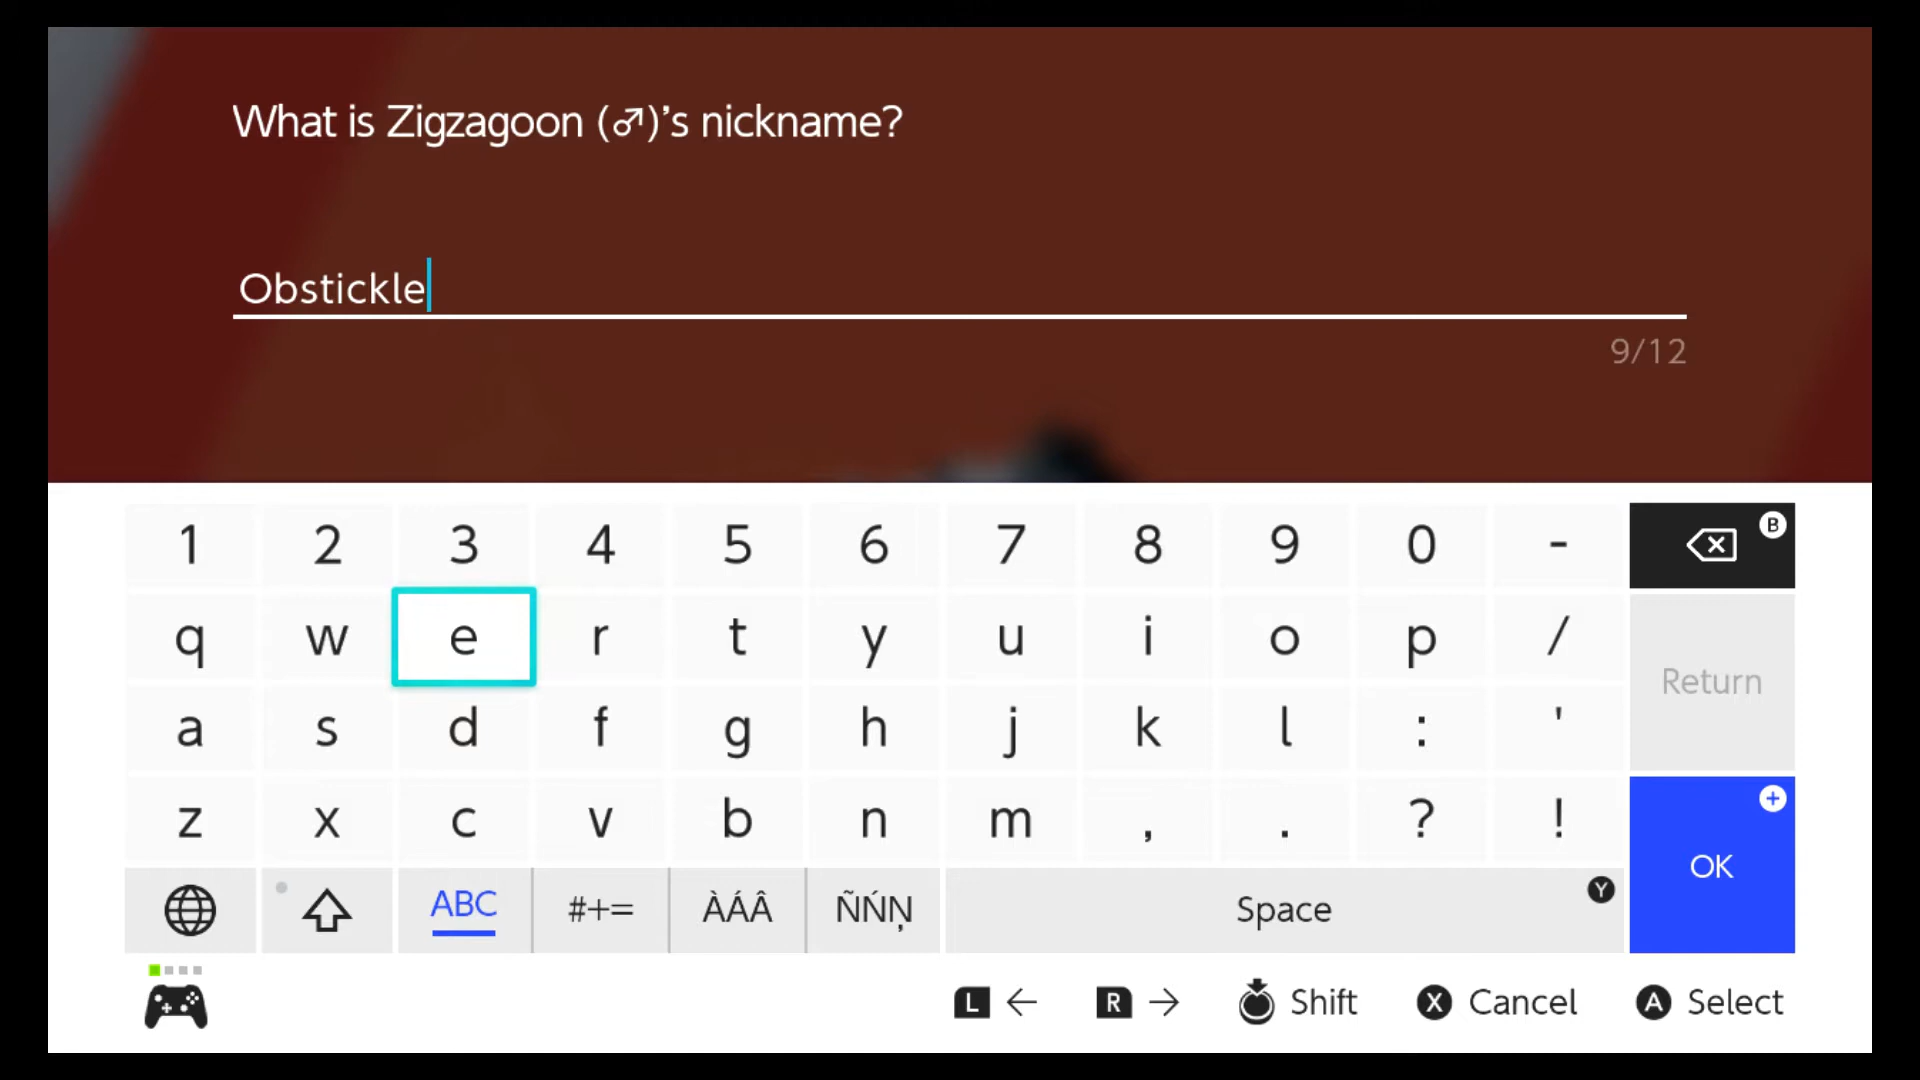 What is Zigzagoon (♂)'s nickname?
Obstickle
9/12
1 2 3 4 5 6 7 8 9 0 - B
q w e r t y u i o p / Return
a s d f g h j k l : '
z x c v b n m , . ? ! + OK
ABC #+= ÀÁÂ ÑŃŅ Space Y
L ← R → Shift X Cancel A Select